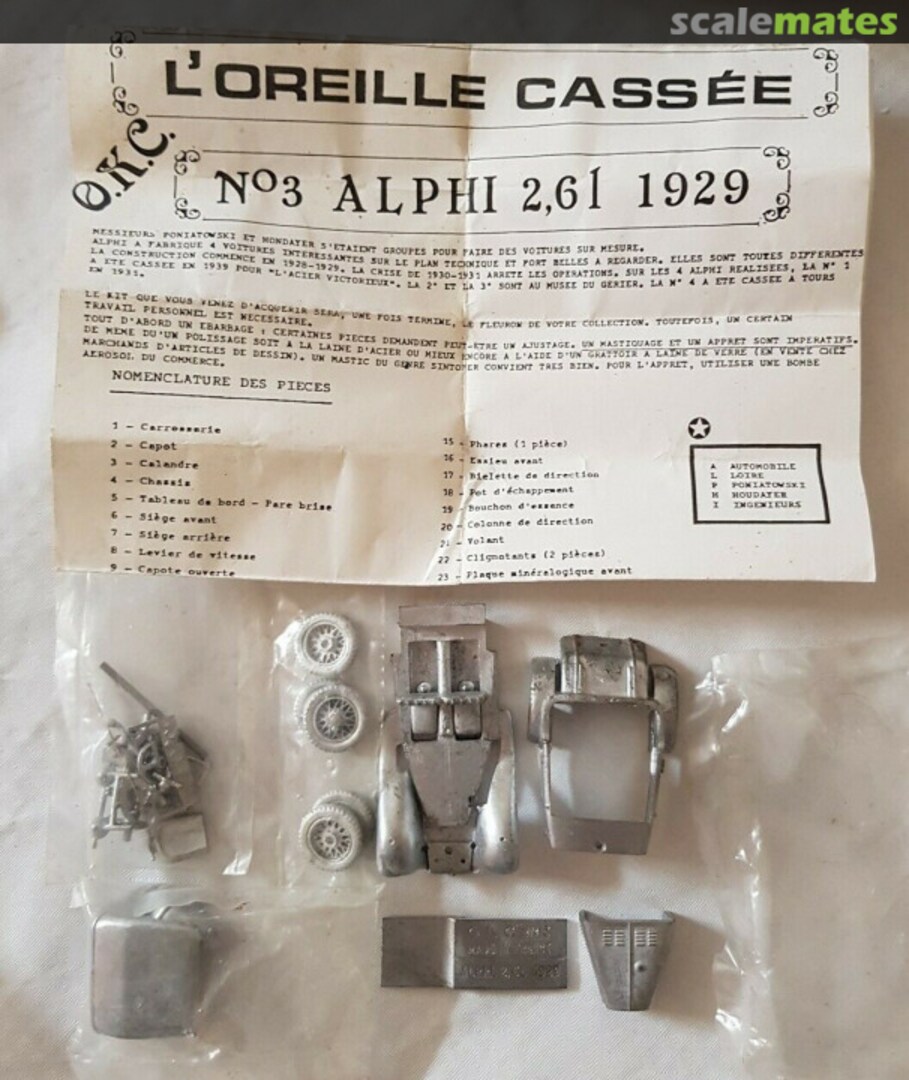 scalemates
L'OREILLE CASSÉE
O.K.C.
Nº3 ALPHI 2,6l 1929
MESSIEURS PONIATOWSKI ET HONDAYER S'ETAIENT GROUPES POUR FAIRE DES VOITURES SUR MESURE.
ALPHI A FABRIQUE 4 VOITURES INTERESSANTES SUR LE PLAN TECHNIQUE ET FORT BELLES A REGARDER. ELLES SONT TOUTES DIFFERENTES
LA CONSTRUCTION COMMENCE EN 1928-1929. LA CRISE DE 1930-1931 ARRETE LES OPERATIONS. SUR LES 4 ALPHI REALISEES, LA Nº 1
A ETE CASSEE EN 1939 POUR "L'ACIER VICTORIEUX". LA 2º ET LA 3º SONT AU MUSEE DU GERIER. LA Nº 4 A ETE CASSEE A TOURS
EN 1931.
LE KIT QUE VOUS VENEZ D'ACQUERIR SERA, UNE FOIS TERMINE, LE FLEURON DE VOTRE COLLECTION. TOUTEFOIS, UN CERTAIN
TRAVAIL PERSONNEL EST NECESSAIRE.
TOUT D'ABORD UN EBARBAGE : CERTAINES PIECES DEMANDENT PEUT-ETRE UN AJUSTAGE. UN MASTIQUAGE ET UN APPRET SONT IMPERATIFS.
DE MEME DU'UN POLISSAGE SOIT A LA LAINE D'ACIER OU MIEUX ENCORE A L'AIDE D'UN GRATTOIR A LAINE DE VERRE (EN VENTE CHEZ
MARCHANDS D'ARTICLES DE DESSIN). UN MASTIC DU GENRE SINTOMER CONVIENT TRES BIEN. POUR L'APPRET, UTILISER UNE BOMBE
AEROSOL DU COMMERCE.
NOMENCLATURE DES PIECES
1 - Carrosserie
2 - Capot
3 - Calandre
4 - Chassis
5 - Tableau de bord - Pare brise
6 - Siège avant
7 - Siège arrière
8 - Levier de vitesse
9 - Capote ouverte
15 - Phares (1 pièce)
16 - Essieu avant
17 - Bielette de direction
18 - Pot d'échappement
19 - Bouchon d'essence
20 - Colonne de direction
21 - Volant
22 - Clignotants (2 pièces)
23 - Plaque minéralogique avant
A AUTOMOBILE
L LOIRE
P PONIATOWSKI
H HOUDAYER
I INGENIEURS